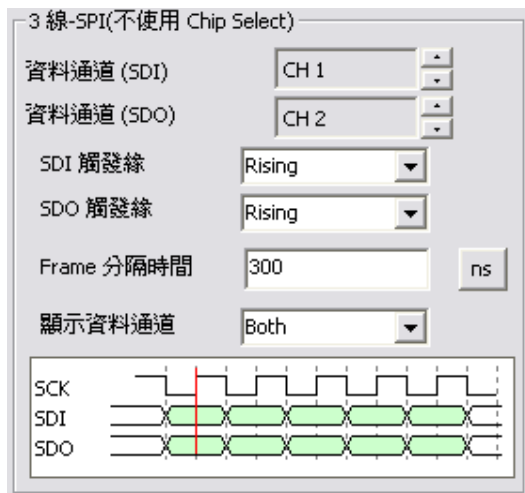 3 線-SPI(不使用 Chip Select)
資料通道 (SDI) CH 1
資料通道 (SDO) CH 2
SDI 觸發緣 Rising
SDO 觸發緣 Rising
Frame 分隔時間 300 ns
顯示資料通道 Both
SCK
SDI
SDO